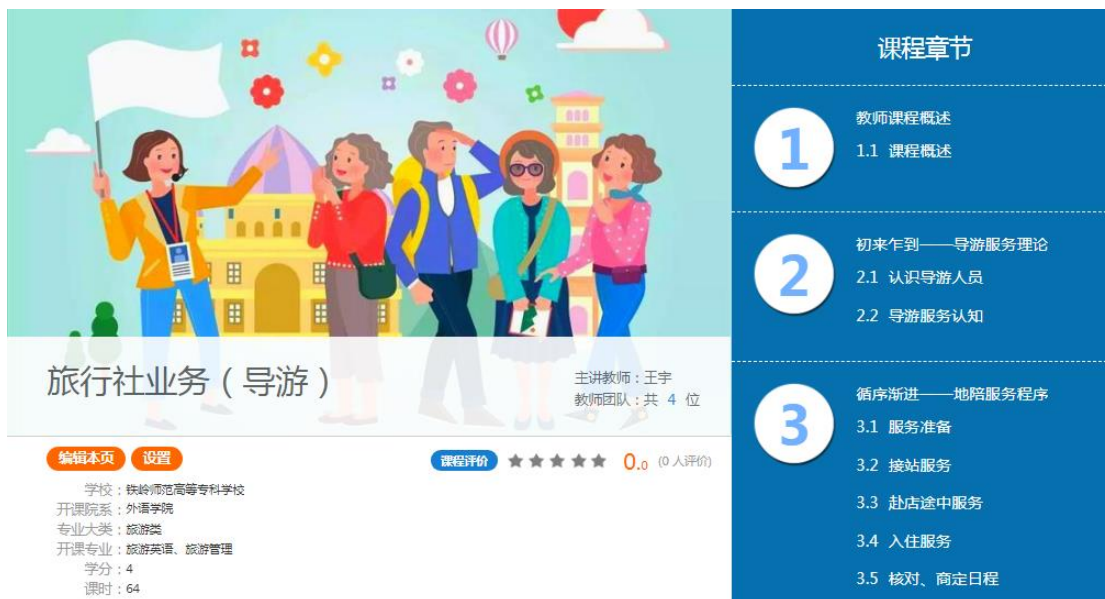 旅行社业务（导游）
主讲教师：王宇
教师团队：共 4 位
编辑本页 设置
课程评价 0.0 (0 人评价)
学校：铁岭师范高等专科学校
开课院系：外语学院
专业大类：旅游类
开课专业：旅游英语、旅游管理
学分：4
课时：64
课程章节
1
教师课程概述
1.1 课程概述
2
初来乍到——导游服务理论
2.1 认识导游人员
2.2 导游服务认知
3
循序渐进——地陪服务程序
3.1 服务准备
3.2 接站服务
3.3 赴店途中服务
3.4 入住服务
3.5 核对、商定日程